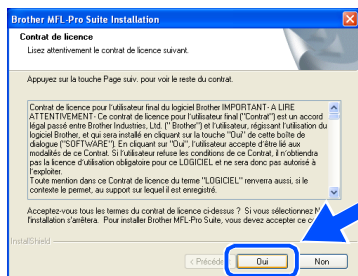 Brother MFL-Pro Suite Installation
Contrat de licence
Lisez attentivement le contrat de licence suivant.
Appuyez sur la touche Page suiv. pour voir le reste du contrat.
Contrat de licence pour l'utilisateur final du logiciel Brother IMPORTANT- A LIRE
ATTENTIVEMENT- Ce contrat de licence pour l'utilisateur final ("Contrat") est un accord
légal passé entre Brother Industries, Ltd. (" Brother") et l'utilisateur, régissant l'utilisation du
logiciel Brother, et qui sera installé en cliquant sur la touche "Oui" de cette boîte de
dialogue ("SOFTWARE"). En cliquant sur "Oui", l'utilisateur accepte d'être lié aux
modalités de ce Contrat. Si l'utilisateur refuse les conditions de ce Contrat, il n'obtiendra
pas la licence d'utilisation obligatoire pour ce LOGICIEL et ne sera donc pas autorisé à
l'exploiter.
Toute mention dans ce Contrat de licence du terme "LOGICIEL" renverra aussi, si le
contexte le permet, au support sur lequel il est enregistré.
Acceptez-vous tous les termes du contrat de licence ci-dessus ? Si vous sélectionnez
l'installation s'arrêtera. Pour installer Brother MFL-Pro Suite, vous devez accepter ce
InstallShield
< Précéde
Oui
Non